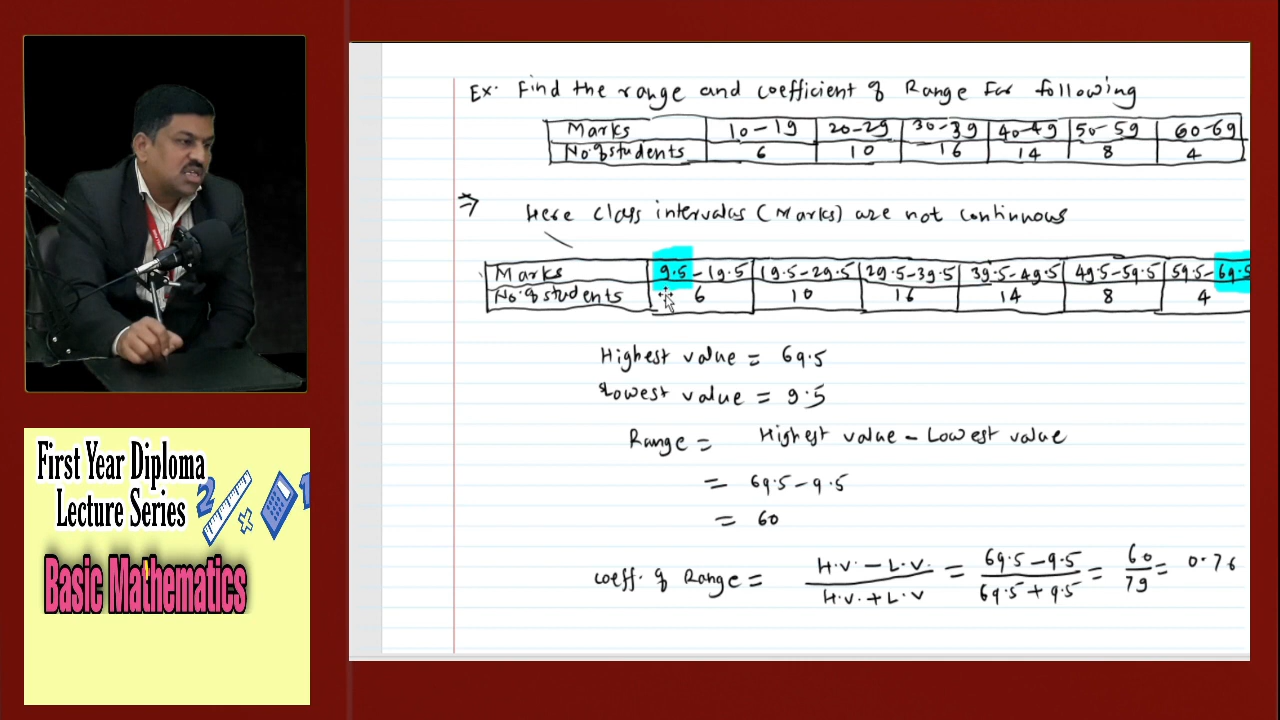 Ex. Find the range and coefficient of Range for following
Marks 10-19 20-29 30-39 40-49 50-59 60-69
No. of students 6 10 16 14 8 4
⇒ Here class intervalas (Marks) are not continuous
Marks 9.5-19.5 19.5-29.5 29.5-39.5 39.5-49.5 49.5-59.5 59.5-69.5
No. of students 6 10 16 14 8 4
Highest value = 69.5
Lowest value = 9.5
Range = Highest value - Lowest value
= 69.5-9.5
= 60
coeff. of Range = H.V. - L.V. / H.V. + L.V = 69.5-9.5 / 69.5+9.5 = 60/79 = 0.76
First Year Diploma
Lecture Series
Basic Mathematics